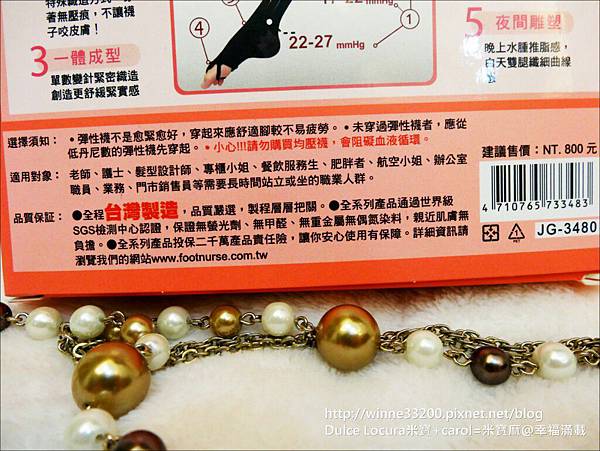 著無壓痕,不讓襪
子咬皮膚!
3 一體成型
單數變針緊密織造
創造更舒緩緊實感
④
①
22-27 mmHg
5 夜間雕塑
晚上水腫推脂感,
白天雙腿纖細曲線
選擇須知: •彈性襪不是愈緊愈好,穿起來應舒適腳較不易疲勞。 •未穿過彈性襪者,應從
低丹尼數的彈性襪先穿起。 •小心!!!請勿購買均壓襪,會阻礙血液循環。
適用對象: 老師、護士、髮型設計師、專櫃小姐、餐飲服務生、肥胖者、航空小姐、辦公室
職員、業務、門市銷售員等需要長時間站立或坐的職業人群。
品質保証: ●全程台灣製造,品質嚴選,製程層層把關。●全系列產品通過世界級
SGS檢測中心認證,保證無螢光劑、無甲醛、無重金屬無偶氮染料,親近肌膚無
負擔。●全系列產品投保二千萬產品責任險,讓你安心使用有保障。詳細資訊請
瀏覽我們的網站www.footnurse.com.tw
建議售價:NT. 800 元
4 710765 733483
JG-3480
http://winne33200.pixnet.net/blog
Dulce Locura米寶+carol=米寶麻@幸福滿載